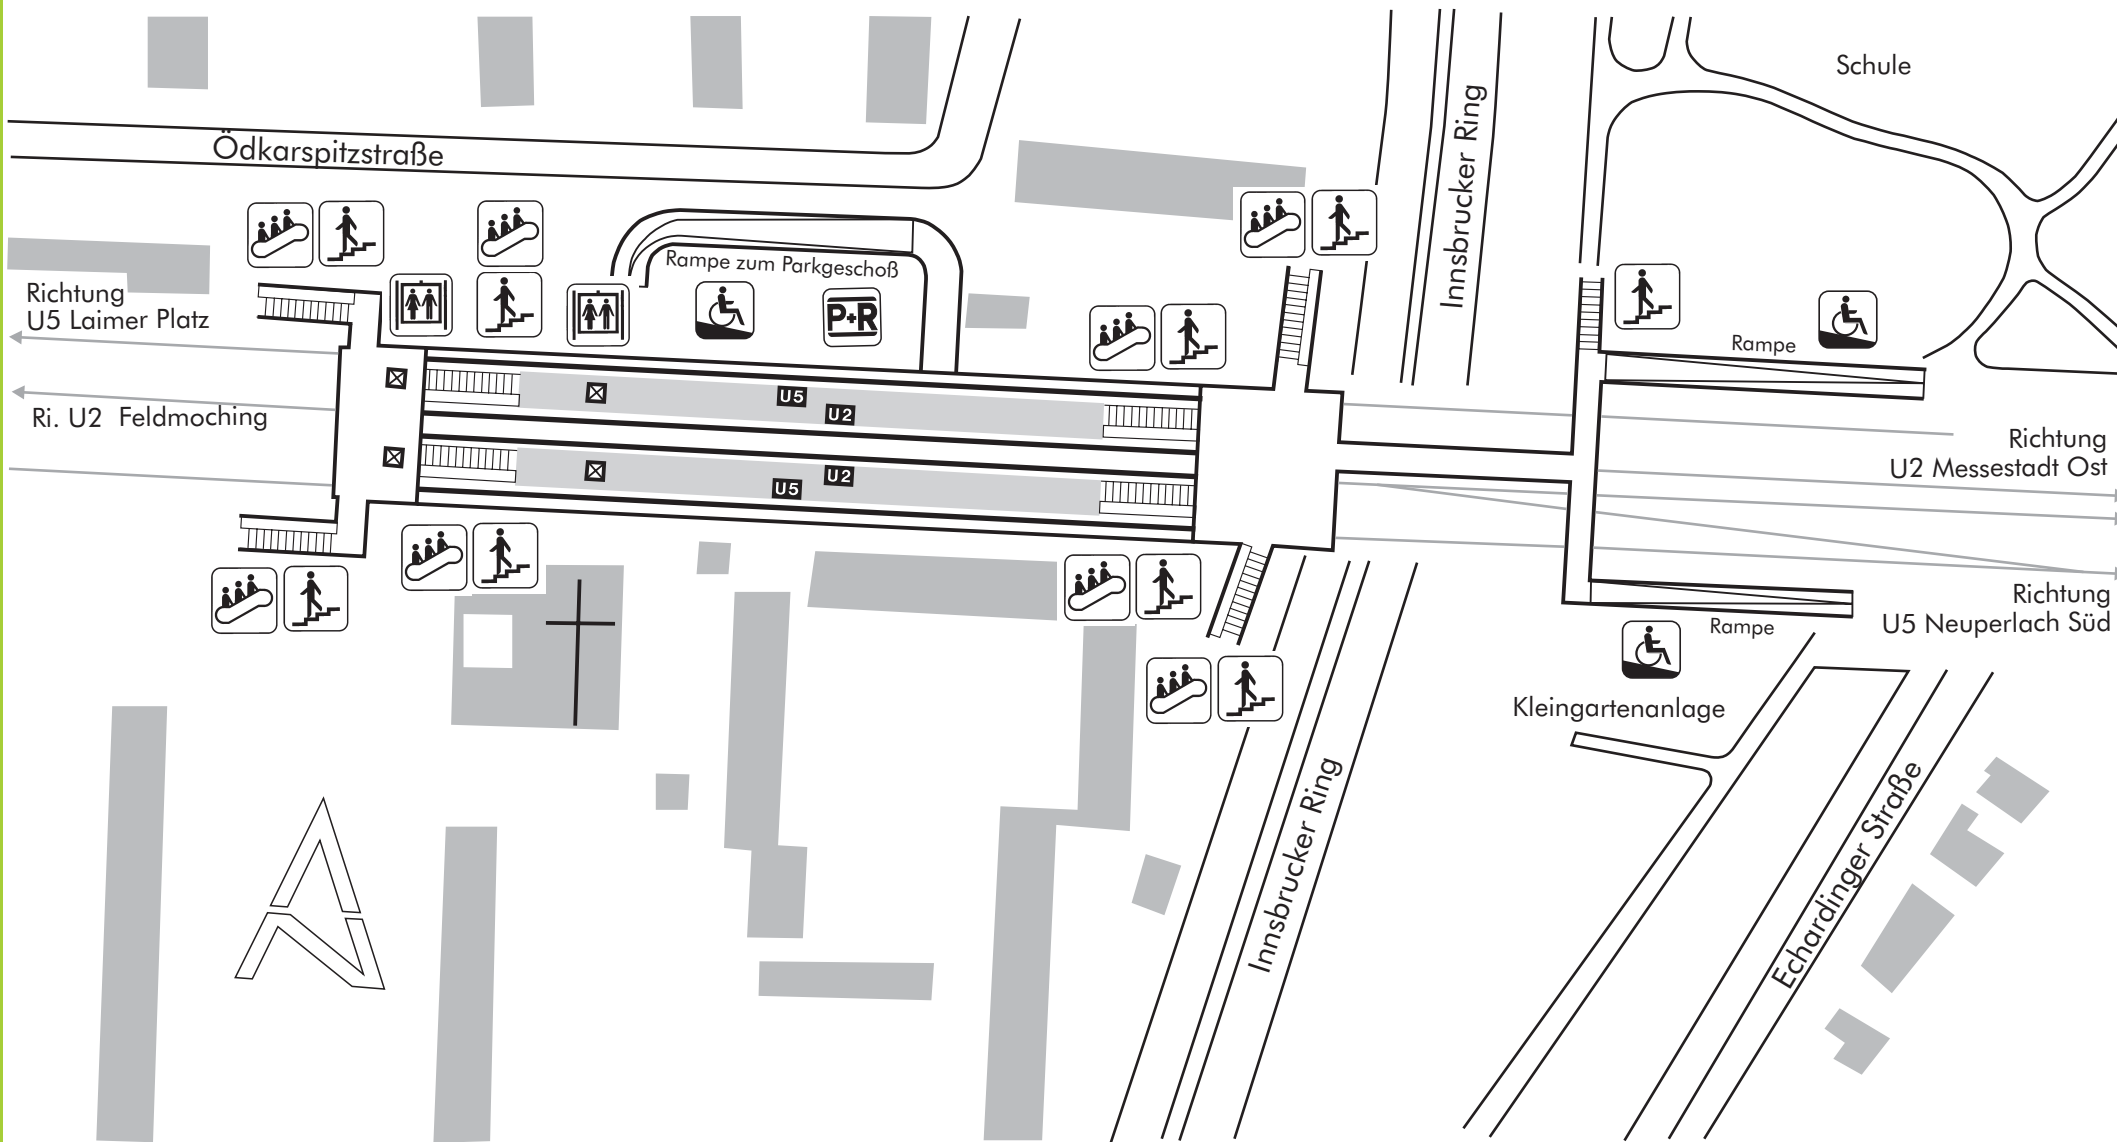 Schule
Innsbrucker Ring
Ödkarspitzstraße
Rampe zum Parkgeschoß
Richtung
U5 Laimer Platz
P+R
Rampe
U5
U2
Ri. U2 Feldmoching
Richtung
U2 Messestadt Ost
U2
U5
Richtung
U5 Neuperlach Süd
Rampe
Kleingartenanlage
Innsbrucker Ring
Echardinger Straße
N